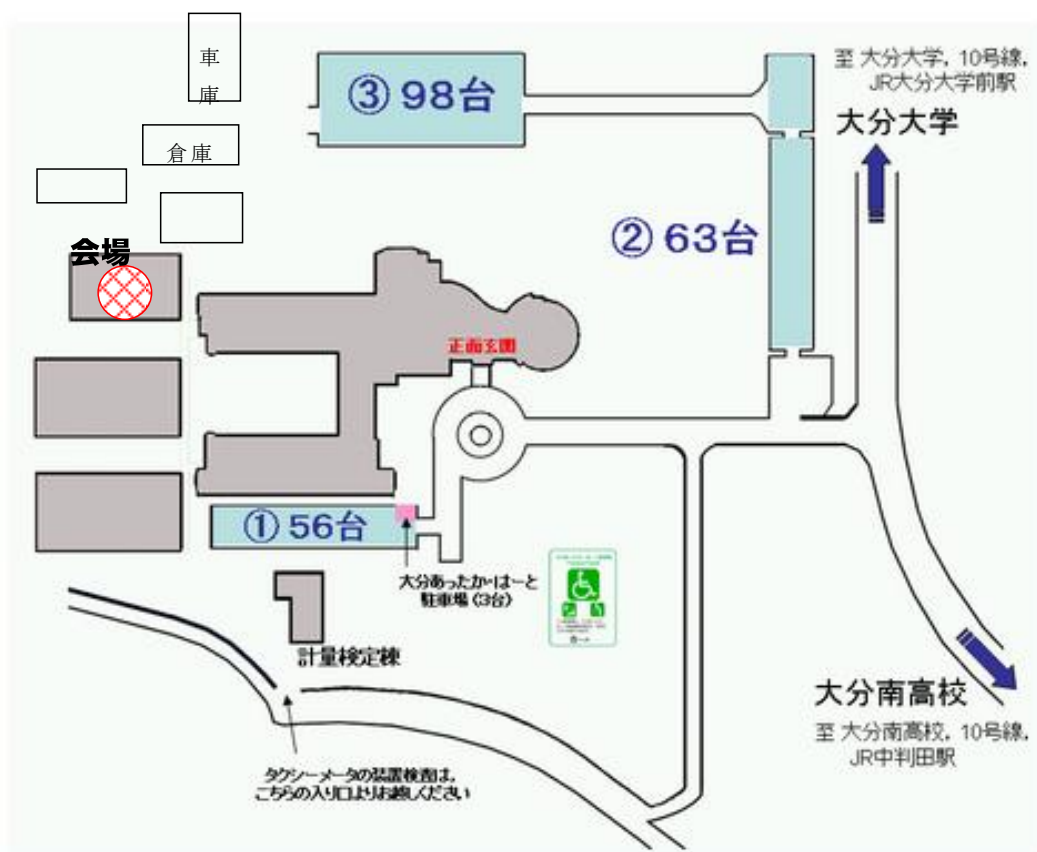 車
庫
③ 98台
至 大分大学, 10号線,
JR大分大学前駅
大分大学
倉庫
② 63台
会場
正面玄関
① 56台
大分あったか・はーと
駐車場 (3台)
計量検定棟
大分南高校
至 大分南高校, 10号線,
JR中判田駅
タクシーメータの装置検査は,
こちらの入り口よりお越しください